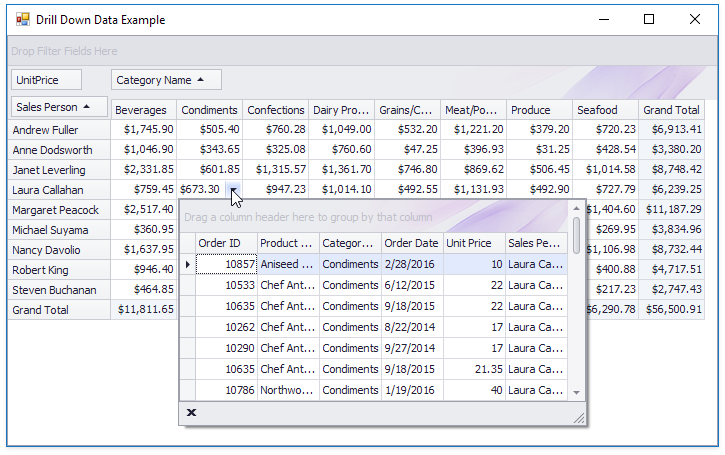 Drill Down Data Example
Drop Filter Fields Here
UnitPrice Category Name
Sales Person Beverages Condiments Confections Dairy Pro... Grains/C... Meat/Po... Produce Seafood Grand Total
Andrew Fuller $1,745.90 $505.40 $760.28 $1,049.00 $532.20 $1,221.20 $379.20 $720.23 $6,913.41
Anne Dodsworth $1,046.90 $343.65 $325.08 $760.60 $47.25 $396.93 $31.25 $428.54 $3,380.20
Janet Leverling $2,331.85 $601.85 $1,315.57 $1,361.70 $746.80 $869.62 $506.45 $1,014.58 $8,748.42
Laura Callahan $759.45 $673.30 $947.23 $1,014.10 $492.55 $1,131.93 $492.90 $727.79 $6,239.25
Margaret Peacock $2,517.40 $1,404.60 $11,187.29
Michael Suyama $360.95 $269.95 $3,834.96
Nancy Davolio $1,637.95 $1,106.98 $8,732.44
Robert King $946.40 $400.88 $4,717.51
Steven Buchanan $464.85 $217.23 $2,747.43
Grand Total $11,811.65 $6,290.78 $56,500.91
Drag a column header here to group by that column
Order ID Product ... Categor... Order Date Unit Price Sales Pe...
10857 Aniseed ... Condiments 2/28/2016 10 Laura Ca...
10533 Chef Ant... Condiments 6/12/2015 22 Laura Ca...
10635 Chef Ant... Condiments 9/18/2015 22 Laura Ca...
10262 Chef Ant... Condiments 8/22/2014 17 Laura Ca...
10290 Chef Ant... Condiments 9/27/2014 17 Laura Ca...
10635 Chef Ant... Condiments 9/18/2015 21.35 Laura Ca...
10786 Northwo... Condiments 1/19/2016 40 Laura Ca...